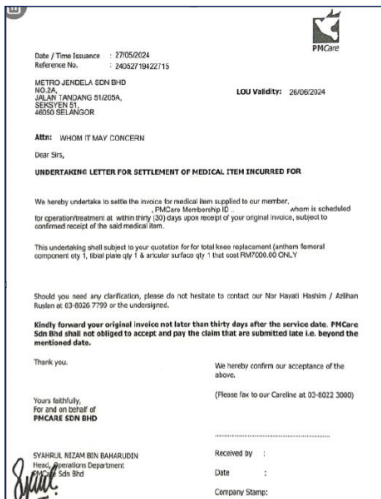 PMCare
Date / Time Issuance : 27/05/2024
Reference No. : 24052719422715
METRO JENDELA SDN BHD
NO.2A,
JALAN TANDANG 51/205A,
SEKSYEN 51,
46050 SELANGOR
LOU Validity: 26/06/2024
Attn: WHOM IT MAY CONCERN
Dear Sirs,
UNDERTAKING LETTER FOR SETTLEMENT OF MEDICAL ITEM INCURRED FOR
We hereby undertake to settle the invoice for medical item supplied to our member,
, PMCare Membership ID .. whom is scheduled
for operation/treatment at within thirty (30) days upon receipt of your original invoice, subject to
confirmed receipt of the said medical item.
This undertaking shall subject to your quotation for for total knee replacement (anthem femoral
component qty 1, tibial plate qty 1 & articular surface qty 1 that cost RM7000.00 ONLY
Should you need any clarification, please do not hesitate to contact our Nor Hayati Hashim / Azlihan
Ruslan at 03-8026 7799 or the undersigned.
Kindly forward your original invoice not later than thirty days after the service date. PMCare
Sdn Bhd shall not obliged to accept and pay the claim that are submitted late i.e. beyond the
mentioned date.
Thank you.
We hereby confirm our acceptance of the
above.
(Please fax to our Careline at 03-8022 3000)
Yours faithfully,
For and on behalf of
PMCARE SDN BHD
SYAHRUL NIZAM BIN BAHARUDIN
Head, Operations Department
PMCare Sdn Bhd
Received by :
Date :
Company Stamp: